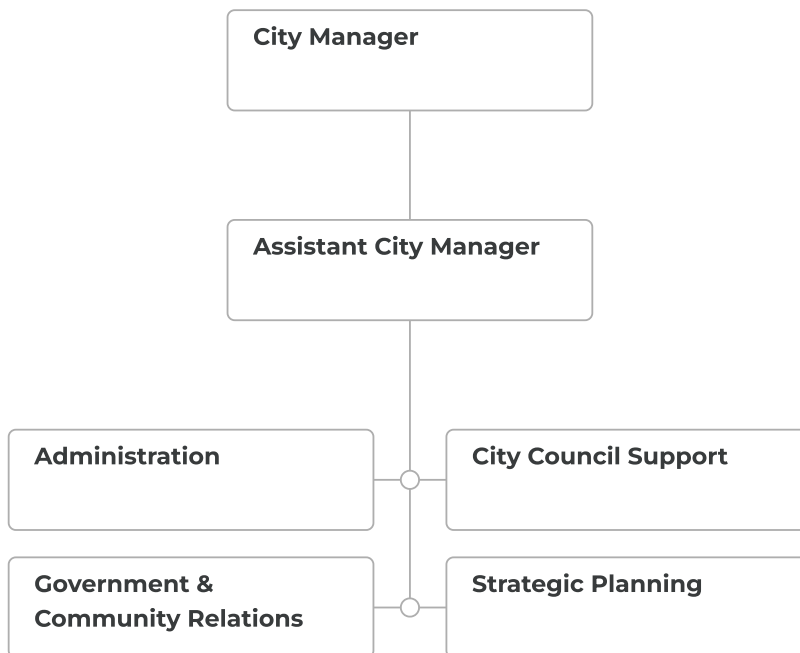 City Manager
Assistant City Manager
Administration
City Council Support
Government &
Community Relations
Strategic Planning